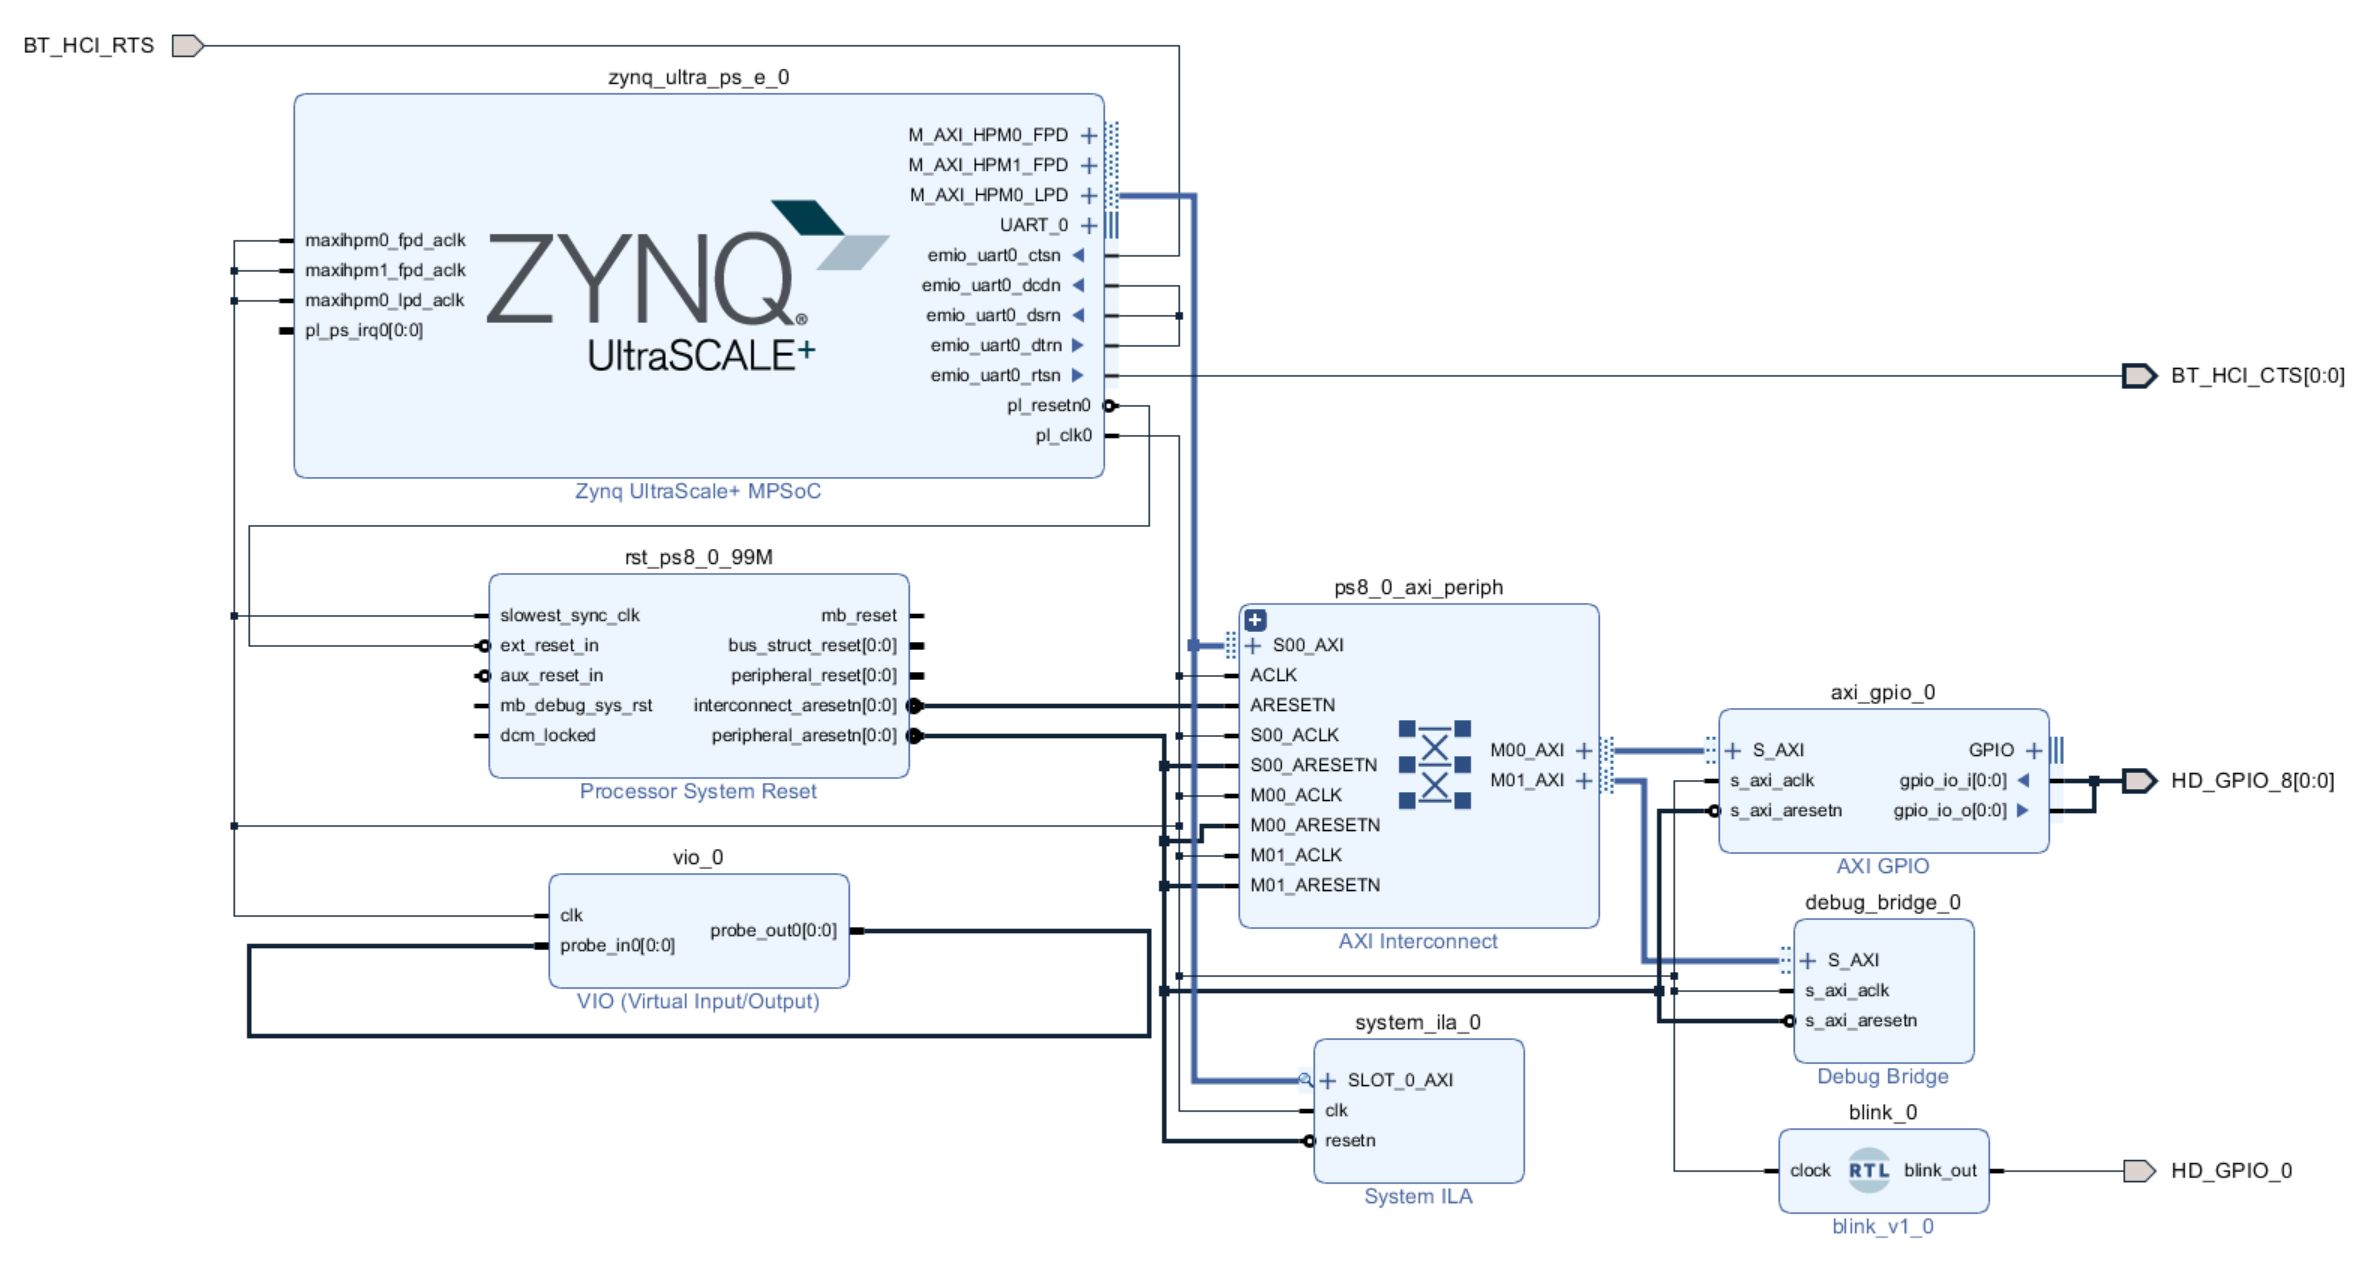 BT_HCI_RTS
zynq_ultra_ps_e_0
M_AXI_HPM0_FPD
M_AXI_HPM1_FPD
M_AXI_HPM0_LPD
UART_0
emio_uart0_ctsn
emio_uart0_dcdn
emio_uart0_dsrn
emio_uart0_dtrn
emio_uart0_rtsn
pl_resetn0
pl_clk0
maxihpm0_fpd_aclk
maxihpm1_fpd_aclk
maxihpm0_lpd_aclk
pl_ps_irq0[0:0]
ZYNQ®
UltraSCALE+
Zynq UltraScale+ MPSoC
BT_HCI_CTS[0:0]
rst_ps8_0_99M
slowest_sync_clk
ext_reset_in
aux_reset_in
mb_debug_sys_rst
dcm_locked
mb_reset
bus_struct_reset[0:0]
peripheral_reset[0:0]
interconnect_aresetn[0:0]
peripheral_aresetn[0:0]
Processor System Reset
vio_0
clk
probe_in0[0:0]
probe_out0[0:0]
VIO (Virtual Input/Output)
ps8_0_axi_periph
S00_AXI
ACLK
ARESETN
S00_ACLK
S00_ARESETN
M00_ACLK
M00_ARESETN
M01_ACLK
M01_ARESETN
M00_AXI
M01_AXI
AXI Interconnect
axi_gpio_0
S_AXI
s_axi_aclk
s_axi_aresetn
GPIO
gpio_io_i[0:0]
gpio_io_o[0:0]
AXI GPIO
HD_GPIO_8[0:0]
debug_bridge_0
S_AXI
s_axi_aclk
s_axi_aresetn
Debug Bridge
system_ila_0
SLOT_0_AXI
clk
resetn
System ILA
blink_0
clock
RTL
blink_out
blink_v1_0
HD_GPIO_0